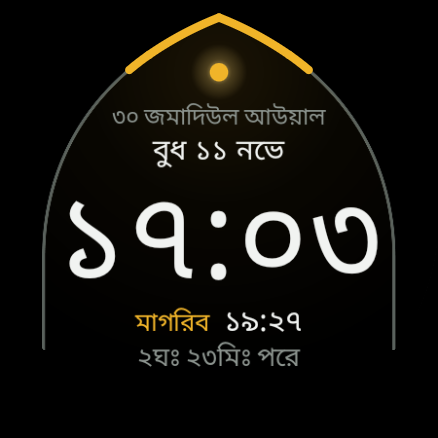 ৩০ জমাদিউল আউয়াল
বুধ ১১ নভে
১৭:০৩
মাগরিব ১৯:২৭
২ঘঃ ২৩মিঃ পরে